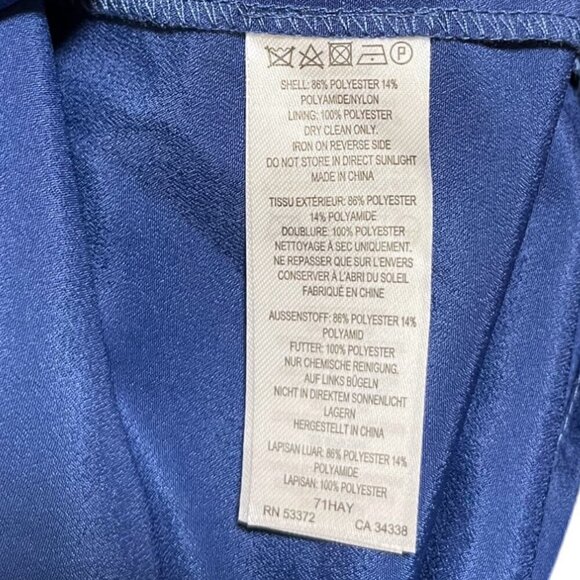 P
SHELL: 86% POLYESTER 14%
POLYAMIDE/NYLON
LINING: 100% POLYESTER
DRY CLEAN ONLY.
IRON ON REVERSE SIDE
DO NOT STORE IN DIRECT SUNLIGHT
MADE IN CHINA
TISSU EXTÉRIEUR: 86% POLYESTER
14% POLYAMIDE
DOUBLURE: 100% POLYESTER
NETTOYAGE À SEC UNIQUEMENT.
NE REPASSER QUE SUR L'ENVERS
CONSERVER À L'ABRI DU SOLEIL
FABRIQUÉ EN CHINE
AUSSENSTOFF: 86% POLYESTER 14%
POLYAMID
FUTTER: 100% POLYESTER
NUR CHEMISCHE REINIGUNG.
AUF LINKS BÜGELN
NICHT IN DIREKTEM SONNENLICHT
LAGERN
HERGESTELLT IN CHINA
LAPISAN LUAR: 86% POLYESTER 14%
POLYAMIDE
LAPISAN: 100% POLYESTER
71HAY
RN 53372 CA 34338